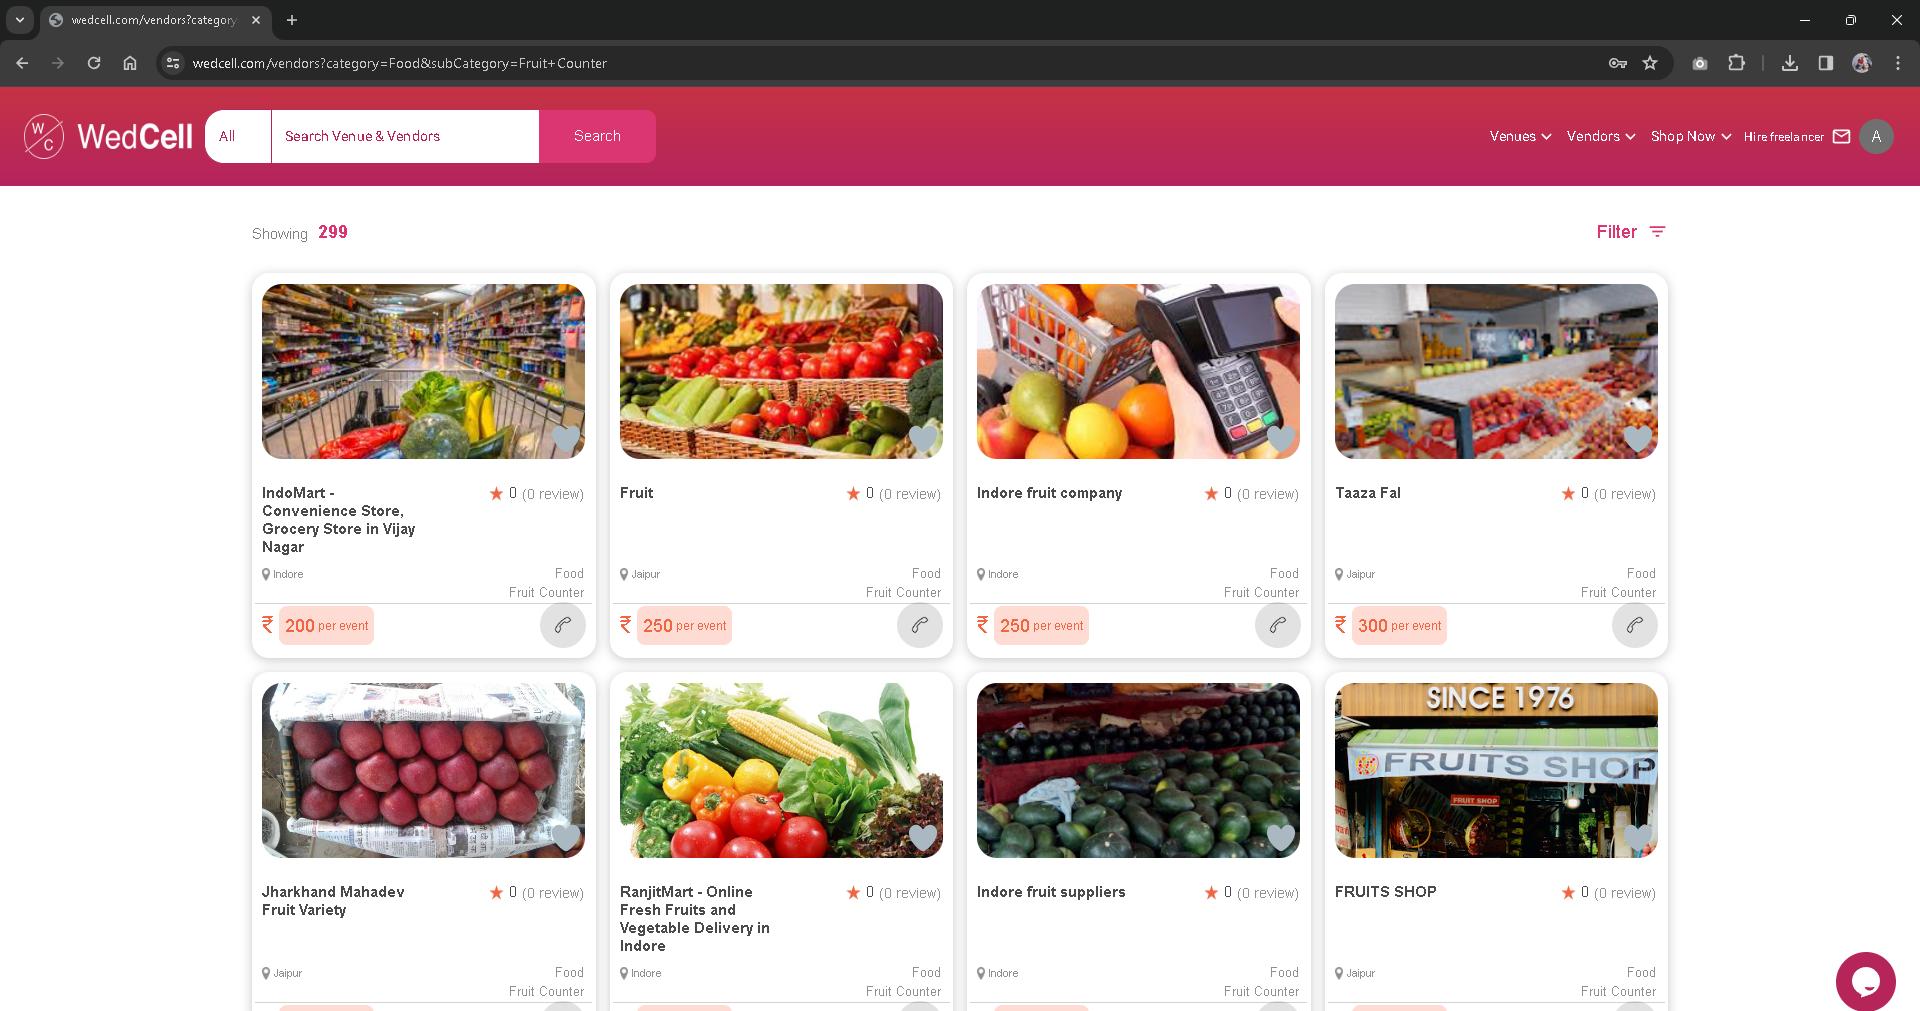 wedcell.com/vendors?category
wedcell.com/vendors?category=Food&subCategory=Fruit+Counter
W C WedCell
All Search Venue & Vendors Search
Venues Vendors Shop Now Hire freelancer A
Showing 299 Filter
IndoMart -
Convenience Store,
Grocery Store in Vijay
Nagar
0 (0 review)
Indore Food
Fruit Counter
₹ 200 per event
Fruit
0 (0 review)
Jaipur Food
Fruit Counter
₹ 250 per event
Indore fruit company
0 (0 review)
Indore Food
Fruit Counter
₹ 250 per event
Taaza Fal
0 (0 review)
Jaipur Food
Fruit Counter
₹ 300 per event
Jharkhand Mahadev
Fruit Variety
0 (0 review)
Jaipur Food
Fruit Counter
RanjitMart - Online
Fresh Fruits and
Vegetable Delivery in
Indore
0 (0 review)
Indore Food
Fruit Counter
Indore fruit suppliers
0 (0 review)
Indore Food
Fruit Counter
SINCE 1976
FRUITS SHOP
FRUIT SHOP
FRUITS SHOP
0 (0 review)
Jaipur Food
Fruit Counter